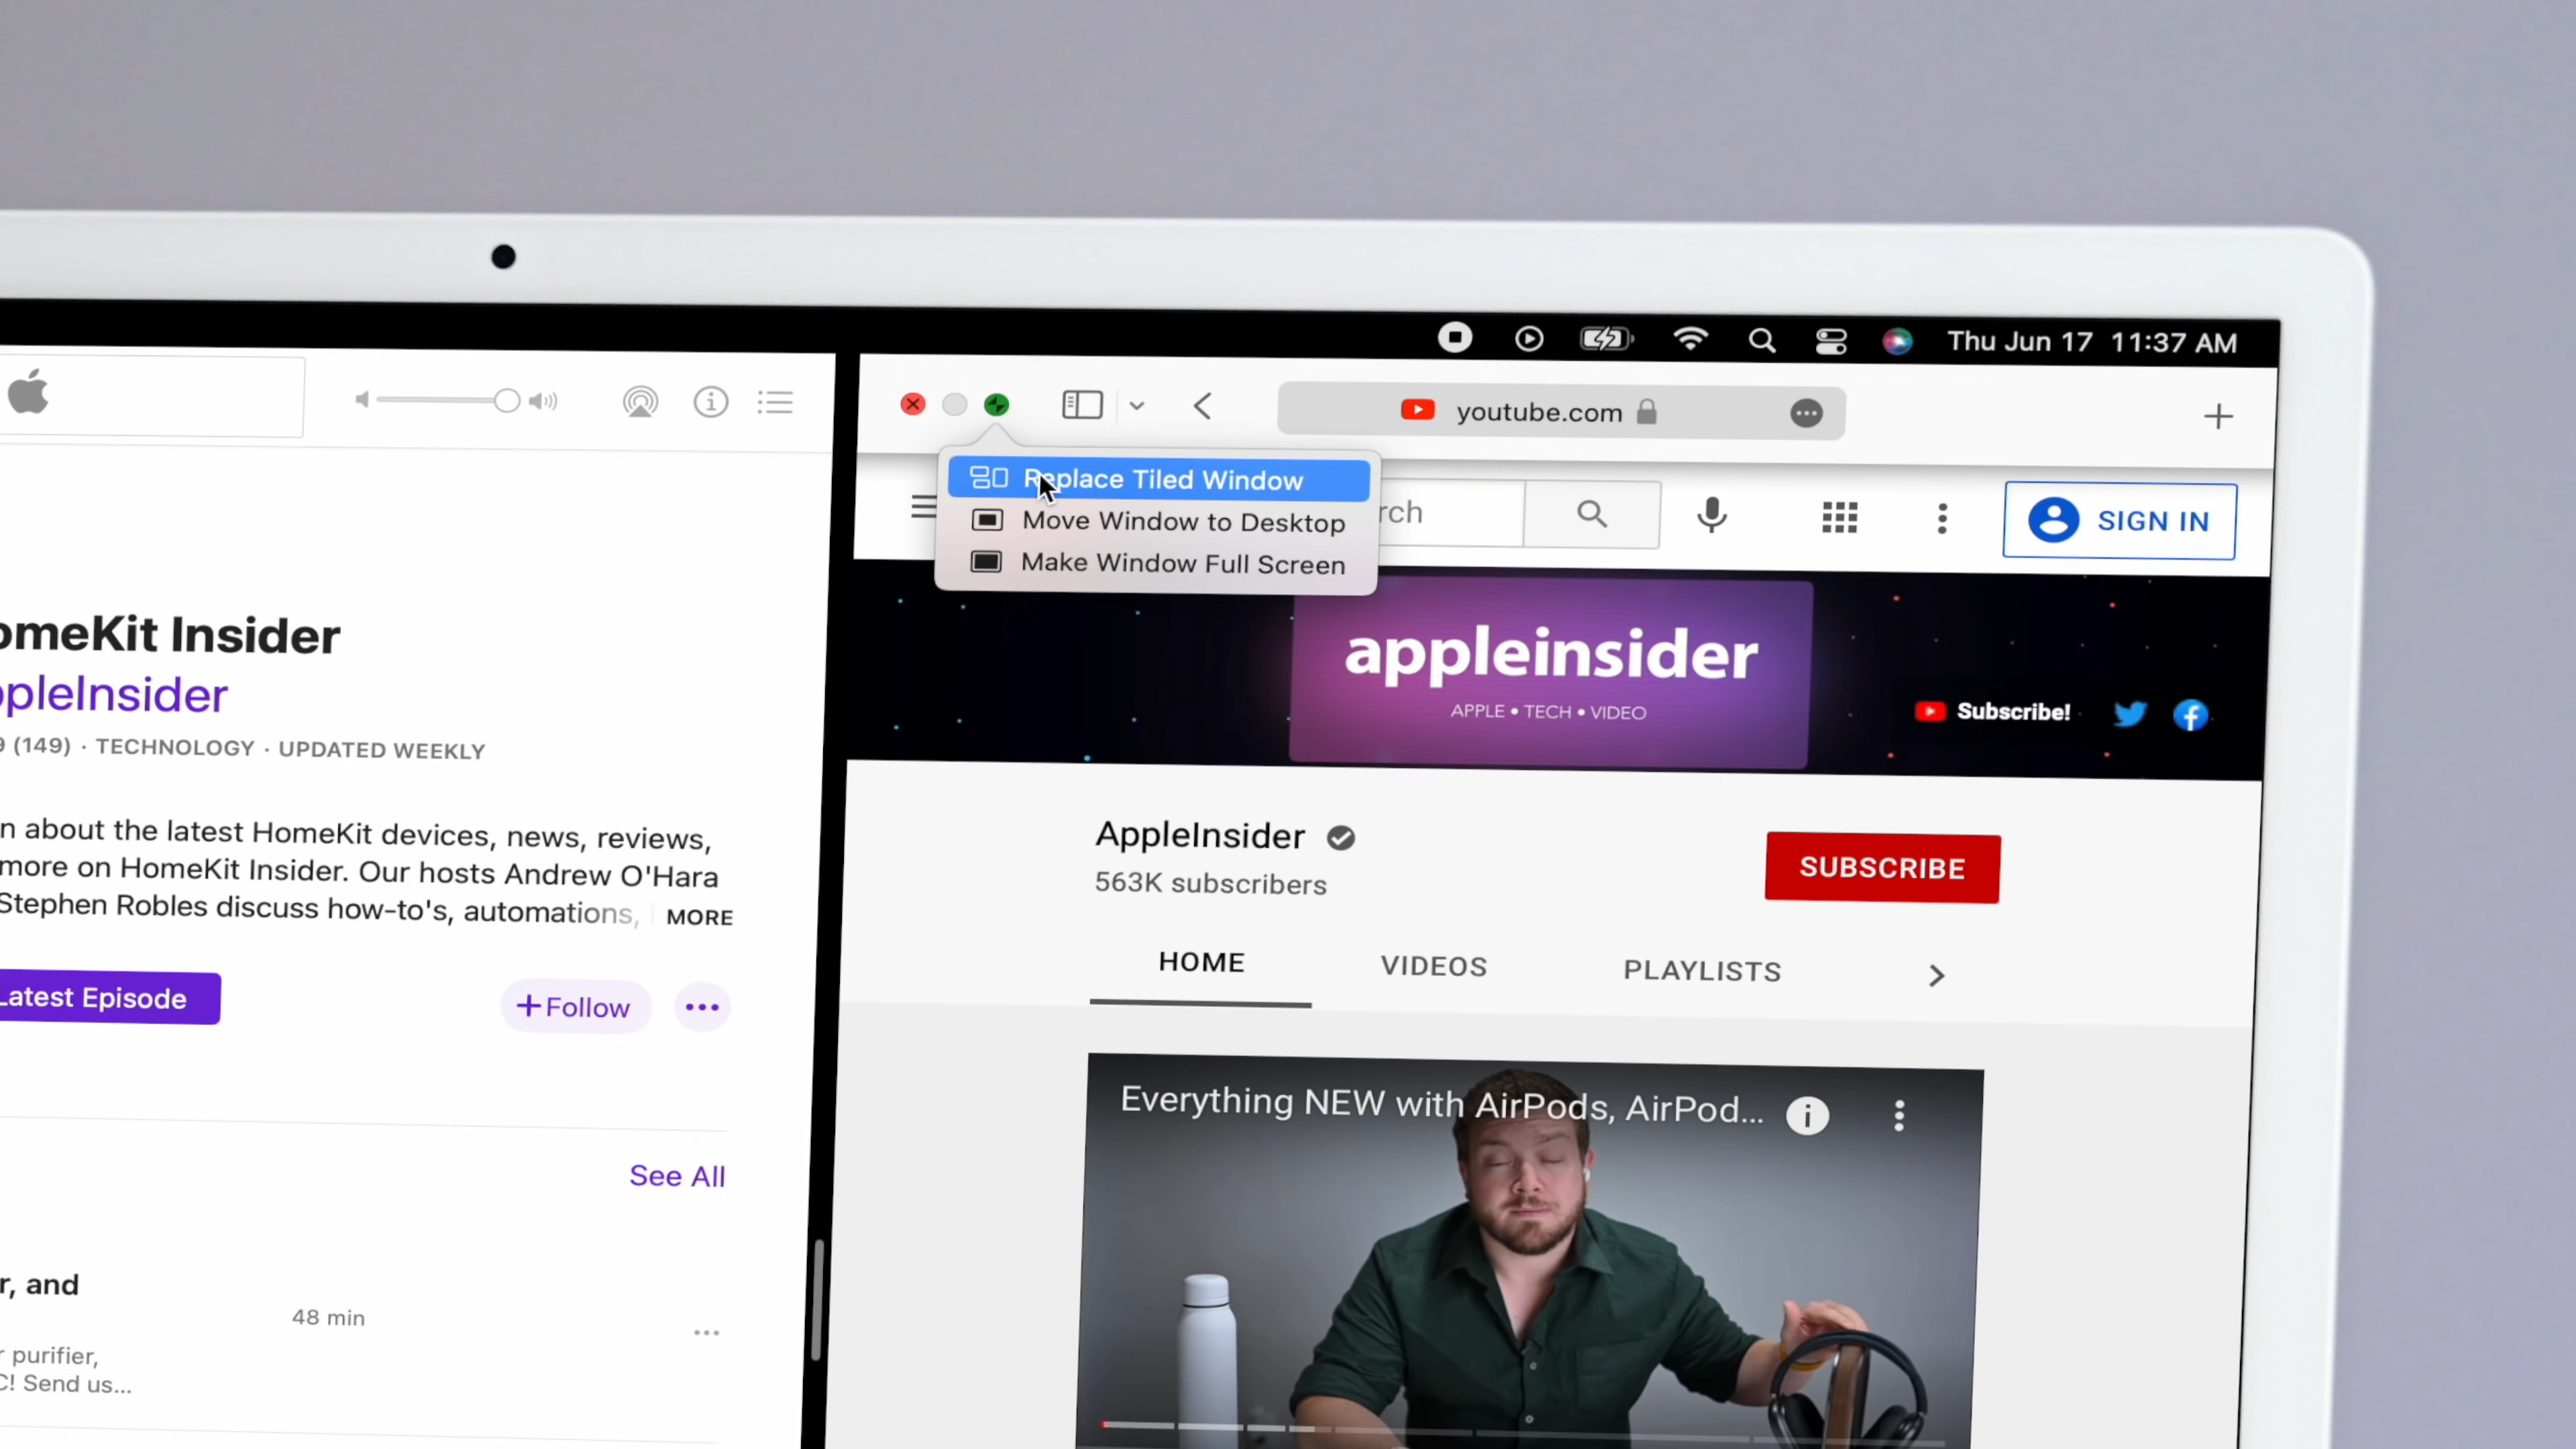 Thu Jun 17 11:37 AM
youtube.com
Replace Tiled Window
Move Window to Desktop
Make Window Full Screen
rch
SIGN IN
appleinsider
APPLE • TECH • VIDEO
Subscribe!
AppleInsider
563K subscribers
SUBSCRIBE
HOME VIDEOS PLAYLISTS
Everything NEW with AirPods, AirPod...
omeKit Insider
ppleInsider
9 (149) · TECHNOLOGY · UPDATED WEEKLY
n about the latest HomeKit devices, news, reviews,
more on HomeKit Insider. Our hosts Andrew O'Hara
Stephen Robles discuss how-to's, automations, MORE
Latest Episode
+Follow
See All
r, and
48 min
r purifier,
C! Send us...